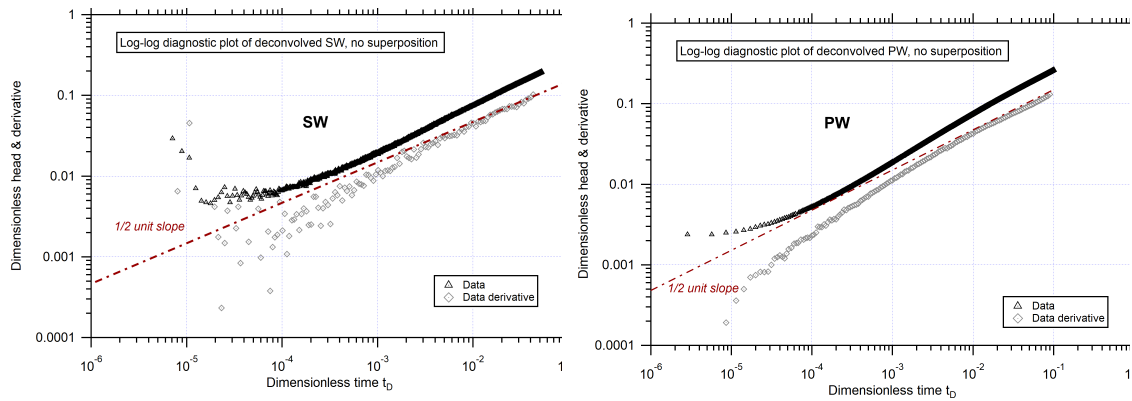 Log-log diagnostic plot of deconvolved SW, no superposition
SW
1/2 unit slope
Data
Data derivative
Dimensionless head & derivative
1
0.1
0.01
0.001
0.0001
10-6
10-5
10-4
10-3
10-2
1
Dimensionless time tD
Log-log diagnostic plot of deconvolved PW, no superposition
PW
1/2 unit slope
Data
Data derivative
Dimensionless head & derivative
1
0.1
0.01
0.001
0.0001
10-6
10-5
10-4
10-3
10-2
10-1
1
Dimensionless time tD